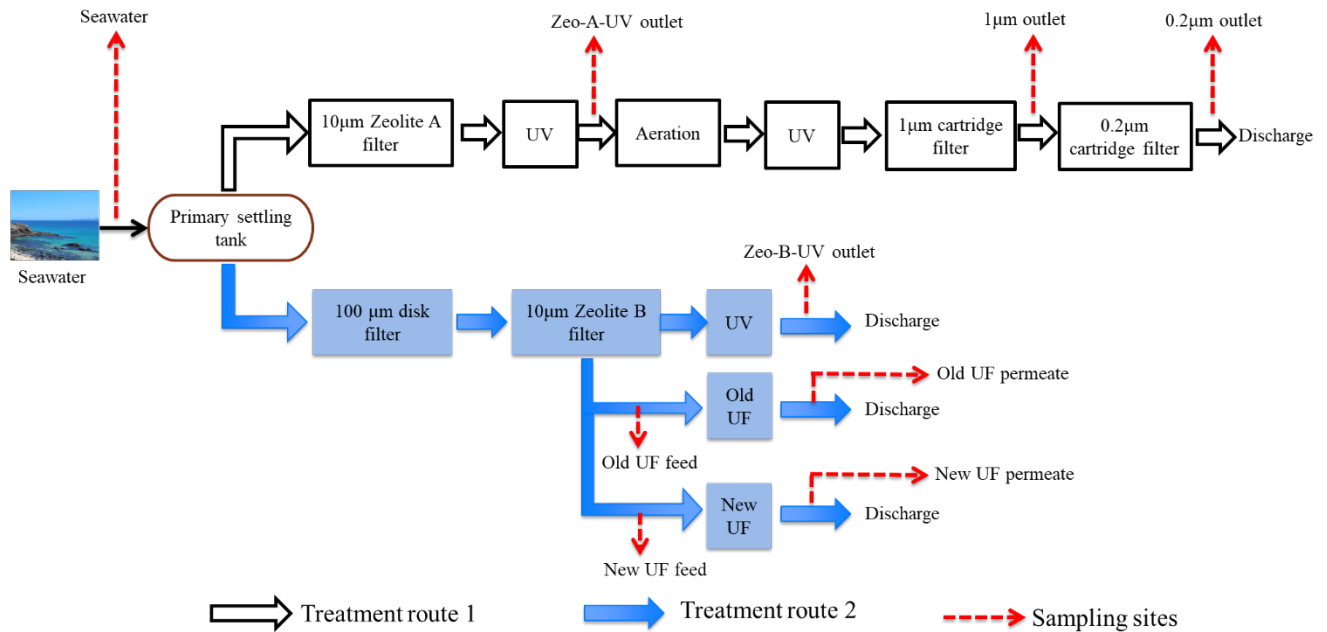 Seawater
Zeo-A-UV outlet
1μm outlet
0.2μm outlet
10μm Zeolite A
filter
UV
Aeration
UV
1μm cartridge
filter
0.2μm
cartridge filter
Discharge
Primary settling
tank
Seawater
Zeo-B-UV outlet
100 μm disk
filter
10μm Zeolite B
filter
UV
Discharge
Old UF permeate
Old
UF
Discharge
Old UF feed
New UF permeate
New
UF
Discharge
New UF feed
Treatment route 1
Treatment route 2
Sampling sites